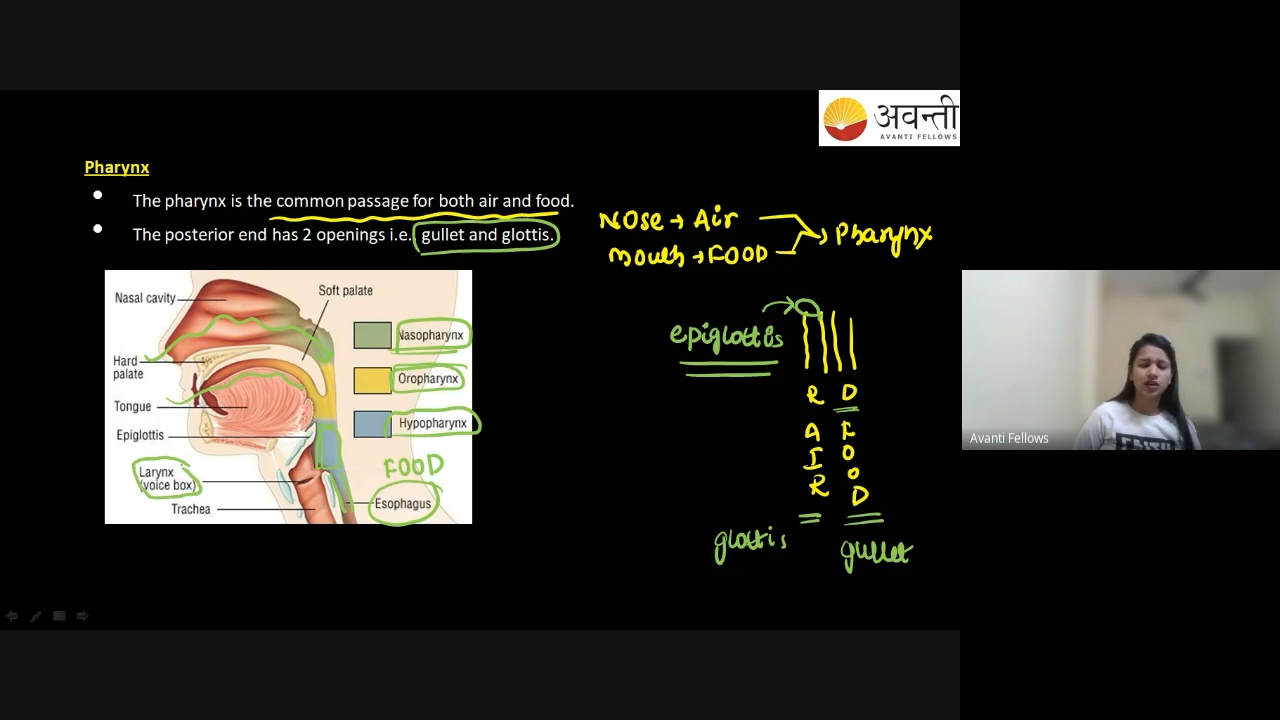 अवन्ती
AVANTI FELLOWS
Pharynx
• The pharynx is the common passage for both air and food.
• The posterior end has 2 openings i.e. gullet and glottis.
Nose → Air
Mouth → FOOD
→ Pharynx
Nasal cavity
Soft palate
Hard
palate
Tongue
Epiglottis
Larynx
(voice box)
Trachea
Nasopharynx
Oropharynx
Hypopharynx
FOOD
Esophagus
epiglottis
R D
A F
I O
R O
D
glottis gullet
Avanti Fellows